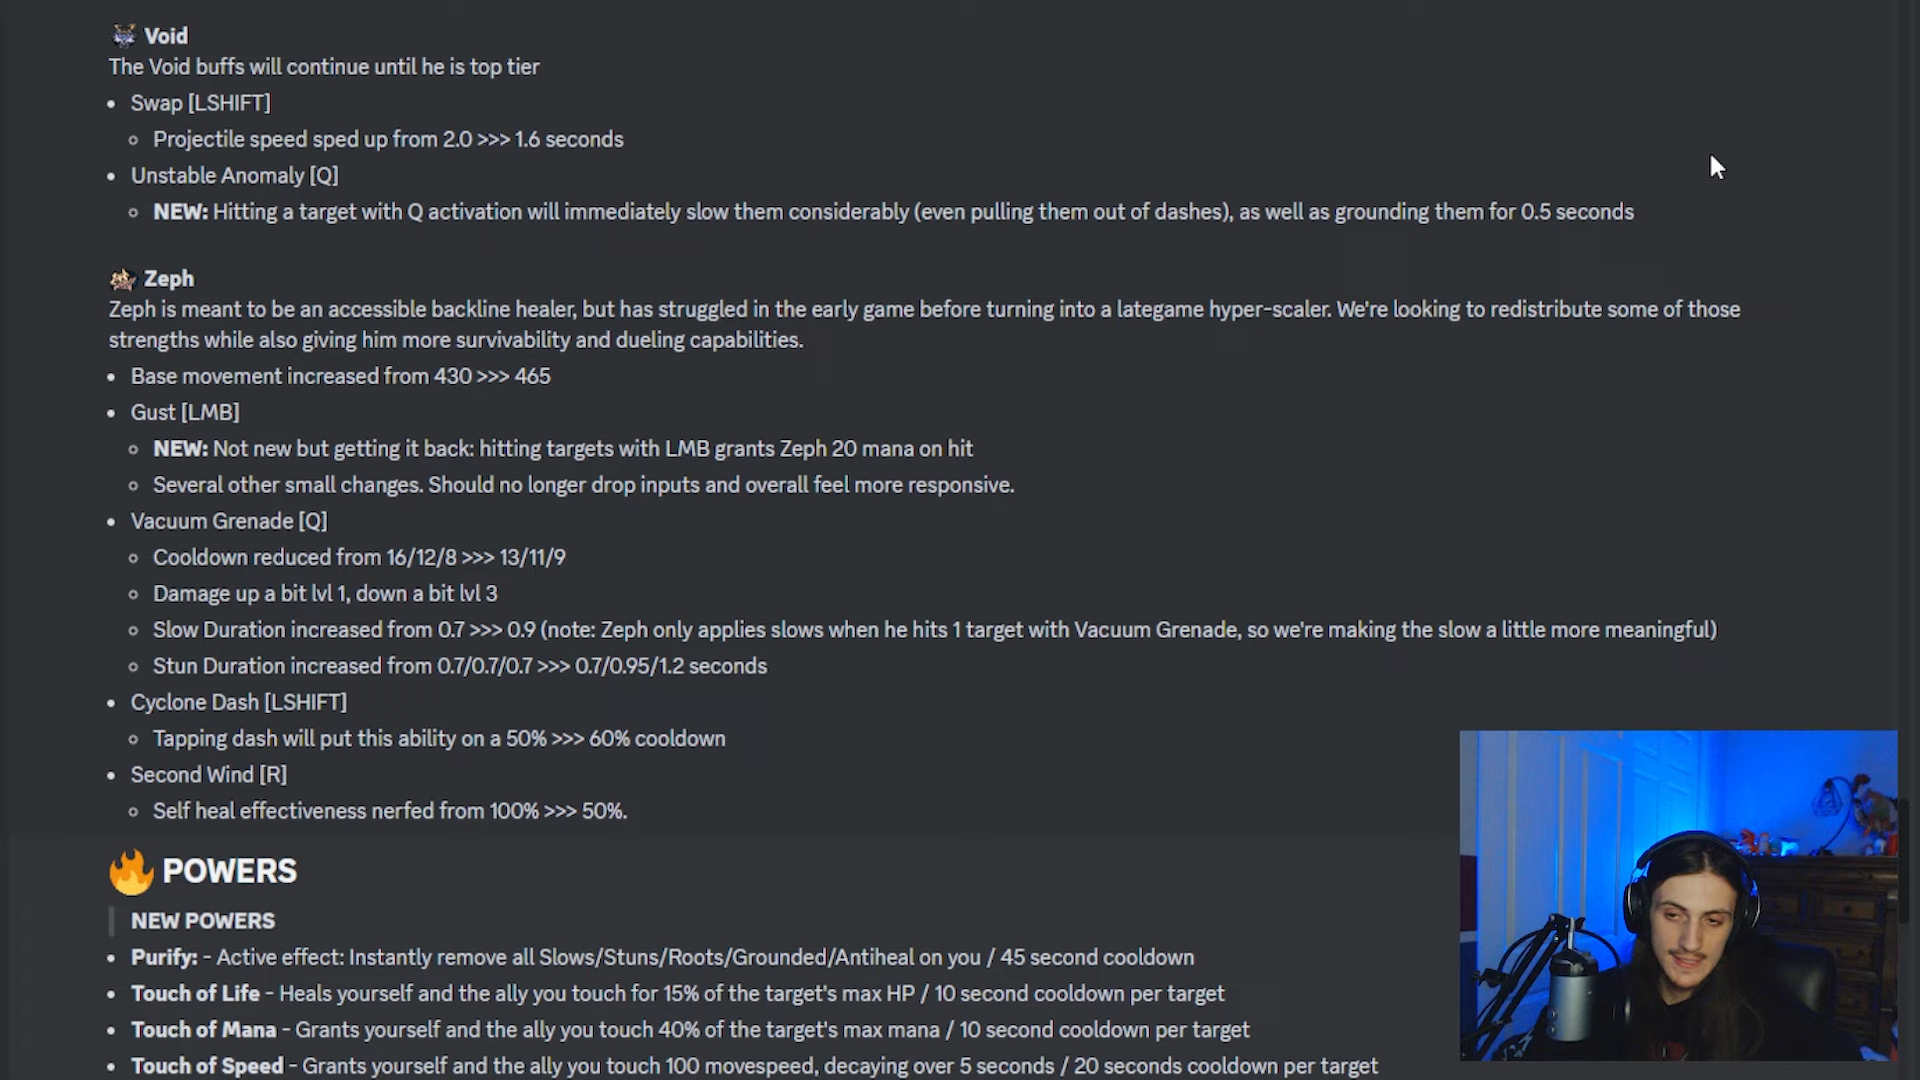 Void
The Void buffs will continue until he is top tier
• Swap [LSHIFT]
◦ Projectile speed sped up from 2.0 >>> 1.6 seconds
• Unstable Anomaly [Q]
◦ NEW: Hitting a target with Q activation will immediately slow them considerably (even pulling them out of dashes), as well as grounding them for 0.5 seconds
Zeph
Zeph is meant to be an accessible backline healer, but has struggled in the early game before turning into a lategame hyper-scaler. We're looking to redistribute some of those
strengths while also giving him more survivability and dueling capabilities.
• Base movement increased from 430 >>> 465
• Gust [LMB]
◦ NEW: Not new but getting it back: hitting targets with LMB grants Zeph 20 mana on hit
◦ Several other small changes. Should no longer drop inputs and overall feel more responsive.
• Vacuum Grenade [Q]
◦ Cooldown reduced from 16/12/8 >>> 13/11/9
◦ Damage up a bit lvl 1, down a bit lvl 3
◦ Slow Duration increased from 0.7 >>> 0.9 (note: Zeph only applies slows when he hits 1 target with Vacuum Grenade, so we're making the slow a little more meaningful)
◦ Stun Duration increased from 0.7/0.7/0.7 >>> 0.7/0.95/1.2 seconds
• Cyclone Dash [LSHIFT]
◦ Tapping dash will put this ability on a 50% >>> 60% cooldown
• Second Wind [R]
◦ Self heal effectiveness nerfed from 100% >>> 50%.
POWERS
NEW POWERS
• Purify: - Active effect: Instantly remove all Slows/Stuns/Roots/Grounded/Antiheal on you / 45 second cooldown
• Touch of Life - Heals yourself and the ally you touch for 15% of the target's max HP / 10 second cooldown per target
• Touch of Mana - Grants yourself and the ally you touch 40% of the target's max mana / 10 second cooldown per target
• Touch of Speed - Grants yourself and the ally you touch 100 movespeed, decaying over 5 seconds / 20 seconds cooldown per target